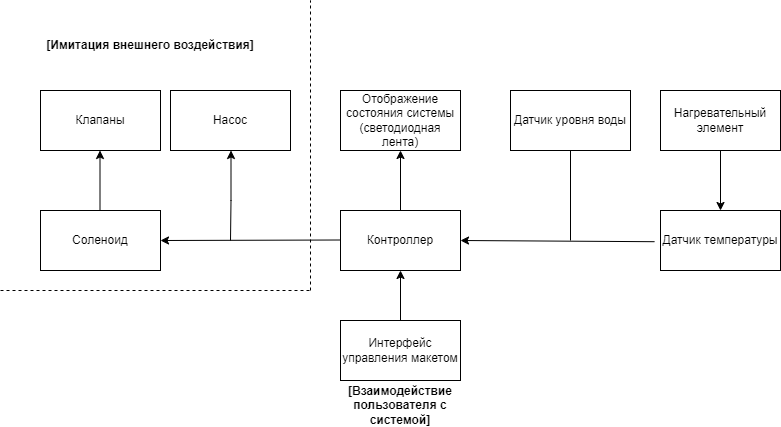 [Имитация внешнего воздействия]
Клапаны
Насос
Отображение
состояния системы
(светодиодная
лента)
Датчик уровня воды
Нагревательный
элемент
Соленоид
Контроллер
Датчик температуры
Интерфейс
управления макетом
[Взаимодействие
пользователя с
системой]